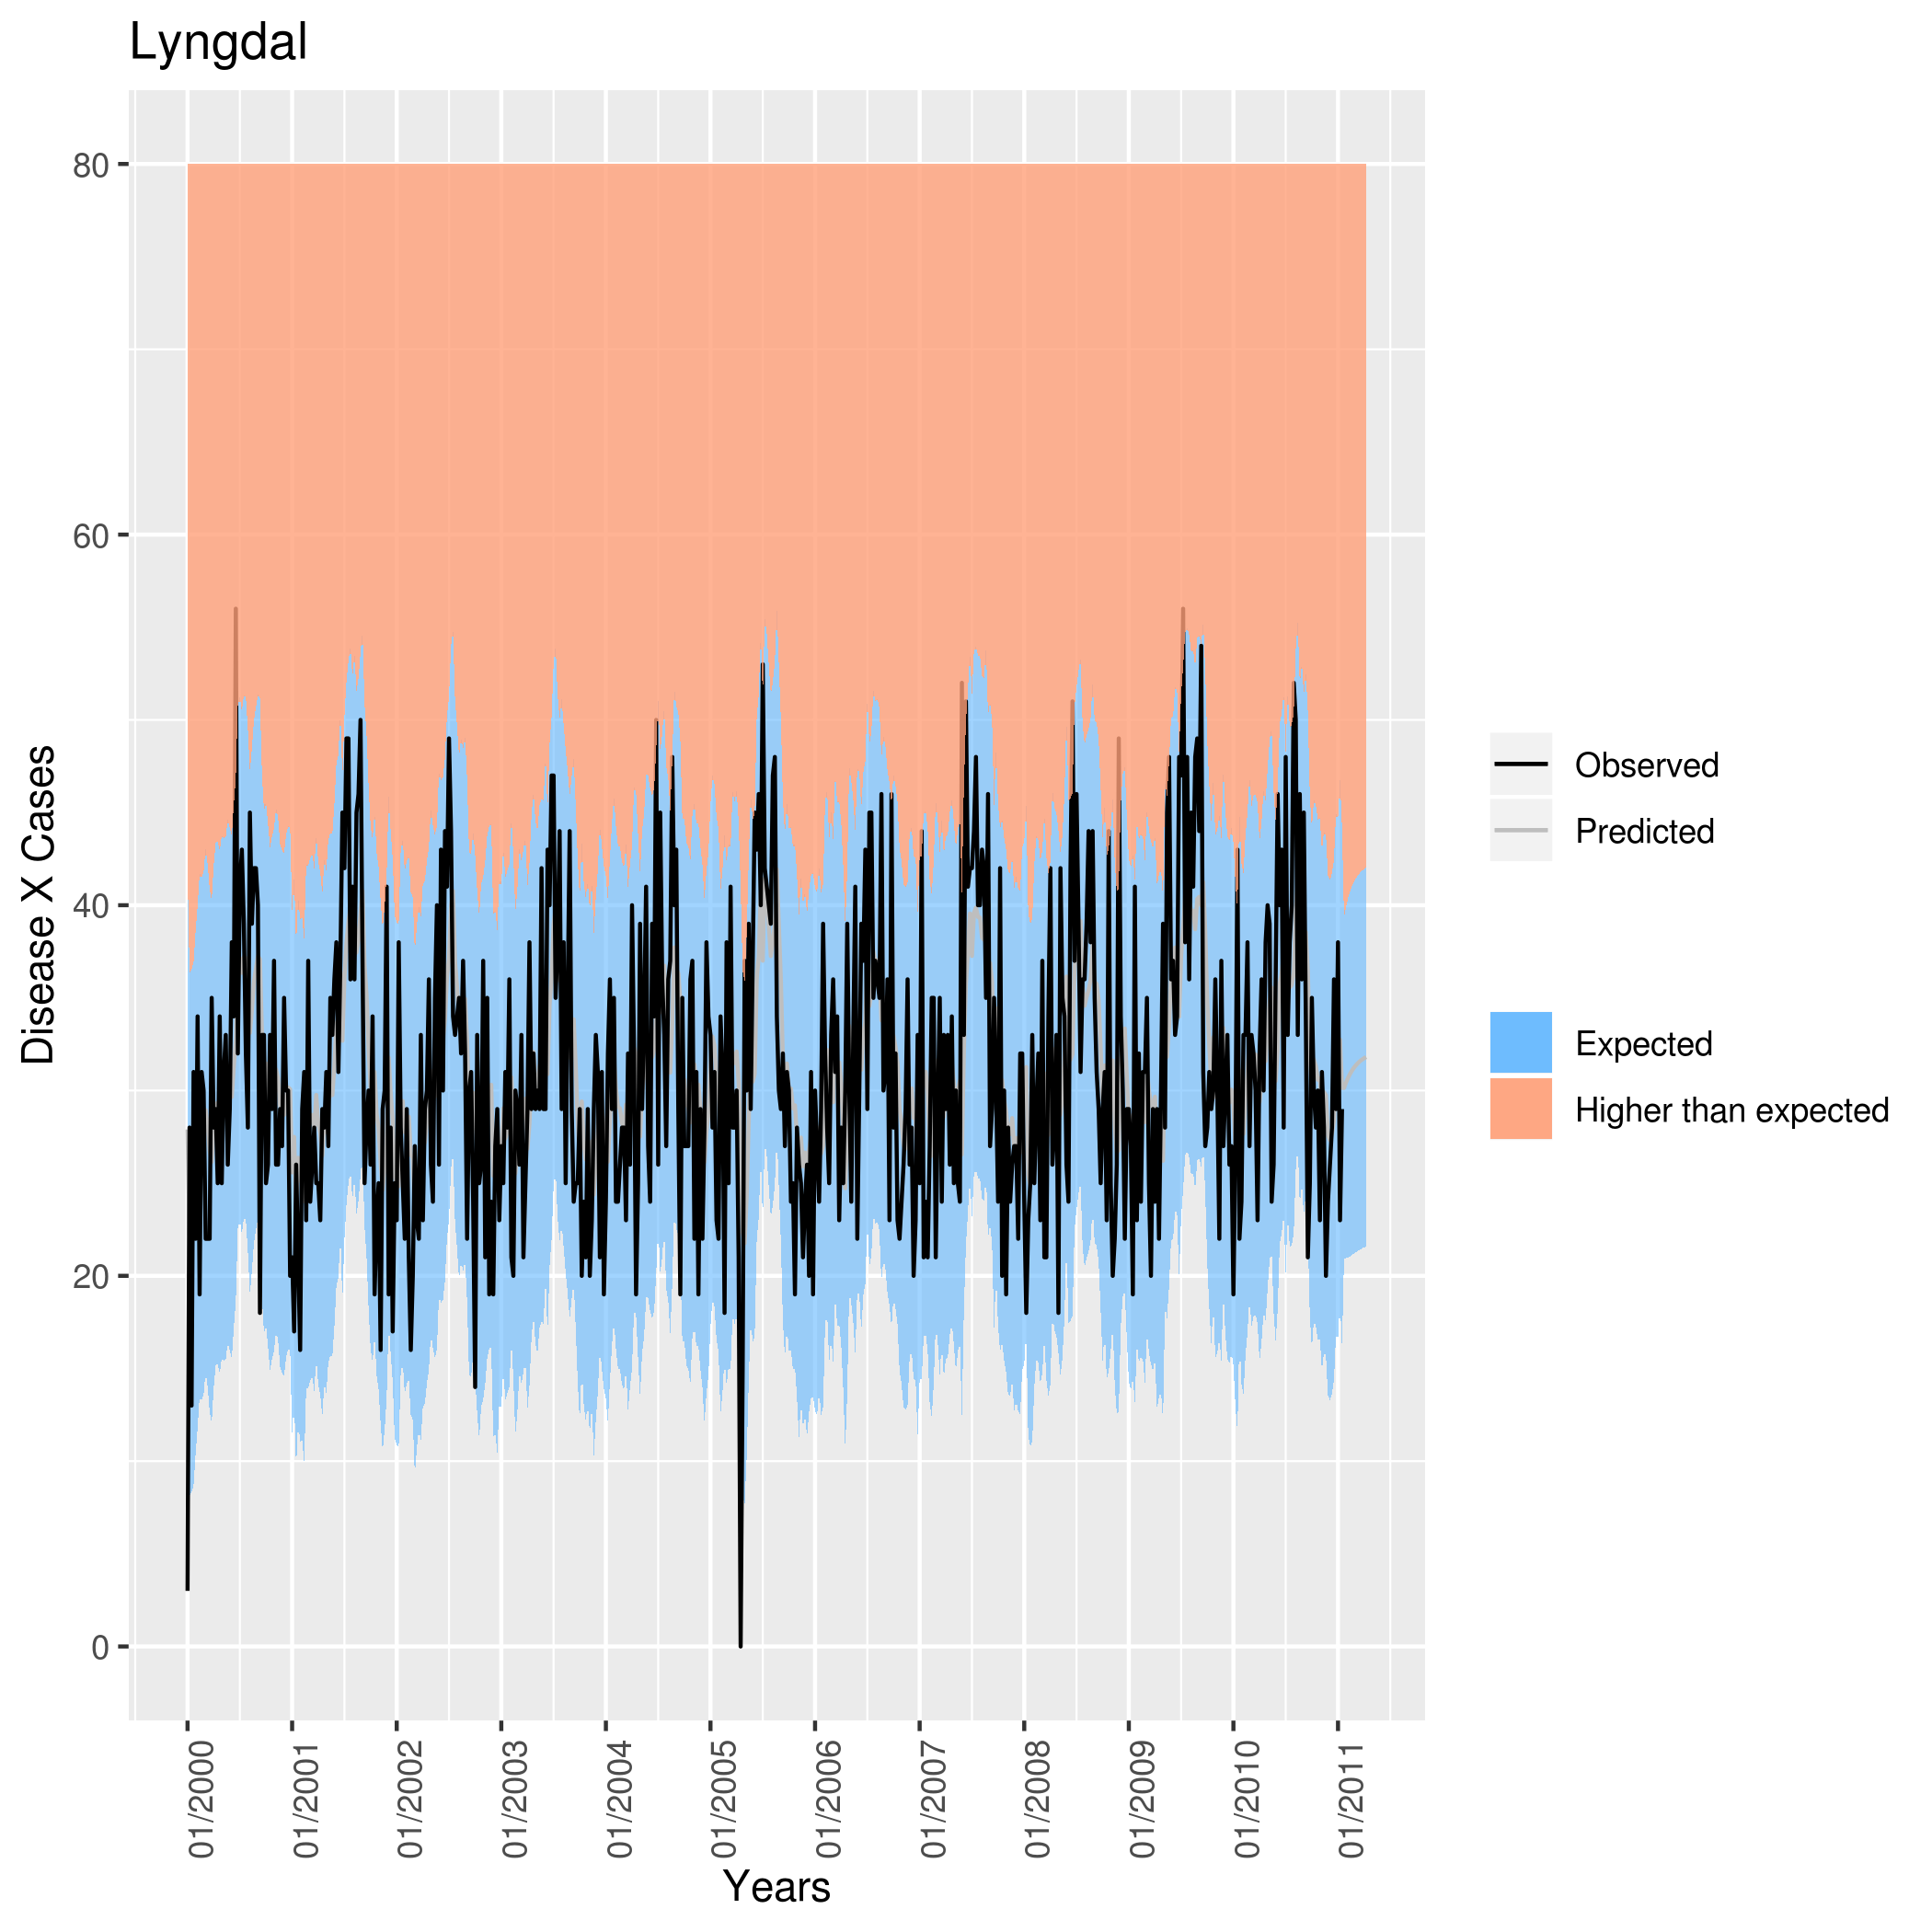 Lyngdal
Disease X Cases
80
60
40
20
0
01/2000
01/2001
01/2002
01/2003
01/2004
01/2005
01/2006
01/2007
01/2008
01/2009
01/2010
01/2011
Years
Observed
Predicted
Expected
Higher than expected